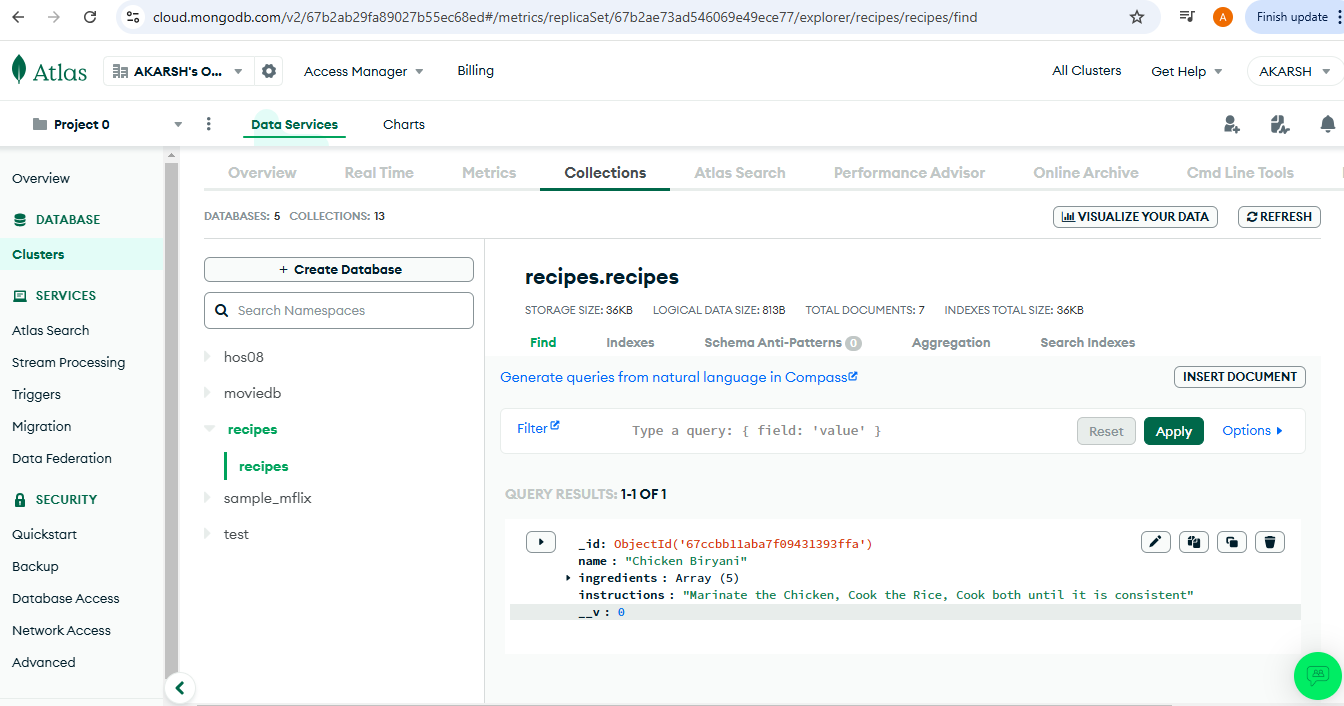 cloud.mongodb.com/v2/67b2ab29fa89027b55ec68ed#/metrics/replicaSet/67b2ae73ad546069e49ece77/explorer/recipes/recipes/find
A
Finish update
Atlas
AKARSH's O...
Access Manager
Billing
All Clusters
Get Help
AKARSH
Project 0
Data Services
Charts
Overview
DATABASE
Clusters
SERVICES
Atlas Search
Stream Processing
Triggers
Migration
Data Federation
SECURITY
Quickstart
Backup
Database Access
Network Access
Advanced
Overview
Real Time
Metrics
Collections
Atlas Search
Performance Advisor
Online Archive
Cmd Line Tools
DATABASES: 5 COLLECTIONS: 13
VISUALIZE YOUR DATA
REFRESH
+ Create Database
Search Namespaces
hos08
moviedb
recipes
recipes
sample_mflix
test
recipes.recipes
STORAGE SIZE: 36KB LOGICAL DATA SIZE: 813B TOTAL DOCUMENTS: 7 INDEXES TOTAL SIZE: 36KB
Find
Indexes
Schema Anti-Patterns 0
Aggregation
Search Indexes
Generate queries from natural language in Compass
INSERT DOCUMENT
Filter
Type a query: { field: 'value' }
Reset
Apply
Options
QUERY RESULTS: 1-1 OF 1
_id: ObjectId('67ccbb11aba7f09431393ffa')
name : "Chicken Biryani"
ingredients : Array (5)
instructions : "Marinate the Chicken, Cook the Rice, Cook both until it is consistent"
__v : 0